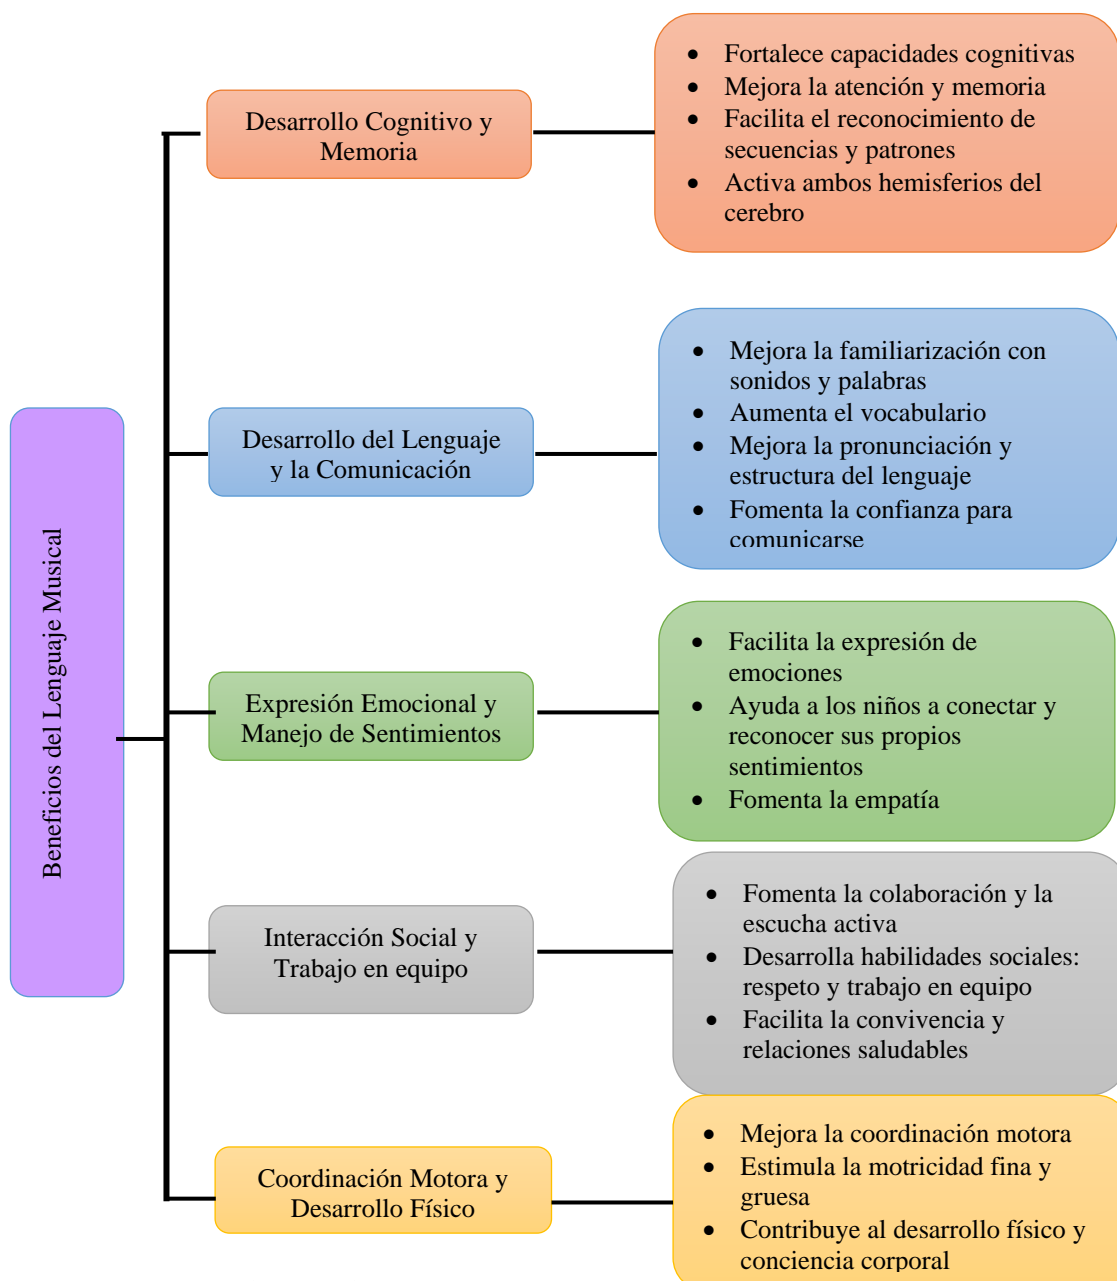 Beneficios del Lenguaje Musical
Desarrollo Cognitivo y
Memoria
• Fortalece capacidades cognitivas
• Mejora la atención y memoria
• Facilita el reconocimiento de
secuencias y patrones
• Activa ambos hemisferios del
cerebro
Desarrollo del Lenguaje
y la Comunicación
• Mejora la familiarización con
sonidos y palabras
• Aumenta el vocabulario
• Mejora la pronunciación y
estructura del lenguaje
• Fomenta la confianza para
comunicarse
Expresión Emocional y
Manejo de Sentimientos
• Facilita la expresión de
emociones
• Ayuda a los niños a conectar y
reconocer sus propios
sentimientos
• Fomenta la empatía
Interacción Social y
Trabajo en equipo
• Fomenta la colaboración y la
escucha activa
• Desarrolla habilidades sociales:
respeto y trabajo en equipo
• Facilita la convivencia y
relaciones saludables
Coordinación Motora y
Desarrollo Físico
• Mejora la coordinación motora
• Estimula la motricidad fina y
gruesa
• Contribuye al desarrollo físico y
conciencia corporal